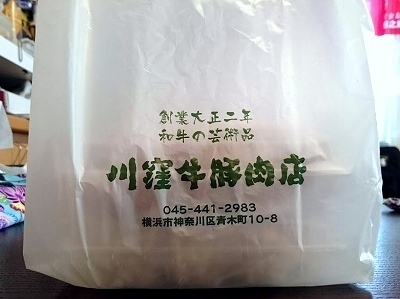 創業大正二年
和牛の芸術品
川窪牛豚肉店
045-441-2983
横浜市神奈川区青木町10-8